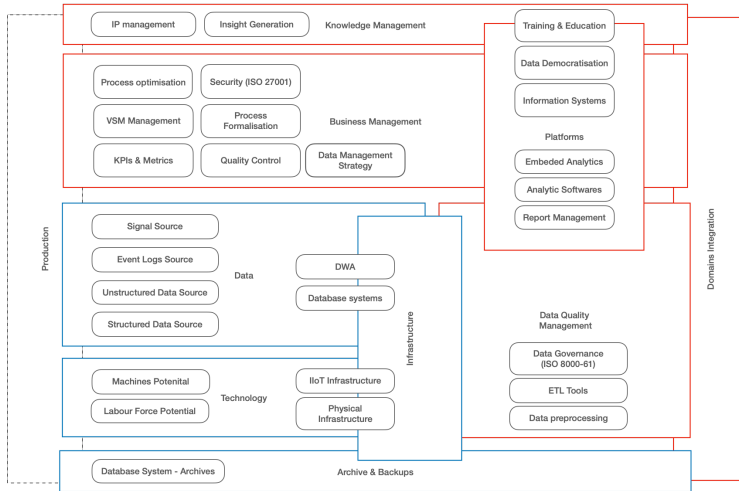 IP management
Insight Generation
Knowledge Management
Training & Education
Process optimisation
Security (ISO 27001)
Data Democratisation
VSM Management
Process
Formalisation
Business Management
Information Systems
KPIs & Metrics
Quality Control
Data Management
Strategy
Platforms
Embeded Analytics
Analytic Softwares
Report Management
Production
Domains Integration
Signal Source
Event Logs Source
Data
DWA
Unstructured Data Source
Database systems
Structured Data Source
Infrastructure
Data Quality
Management
Data Governance
(ISO 8000-61)
ETL Tools
Data preprocessing
Machines Potenital
Technology
IIoT Infrastructure
Labour Force Potential
Physical
Infrastructure
Database System - Archives
Archive & Backups